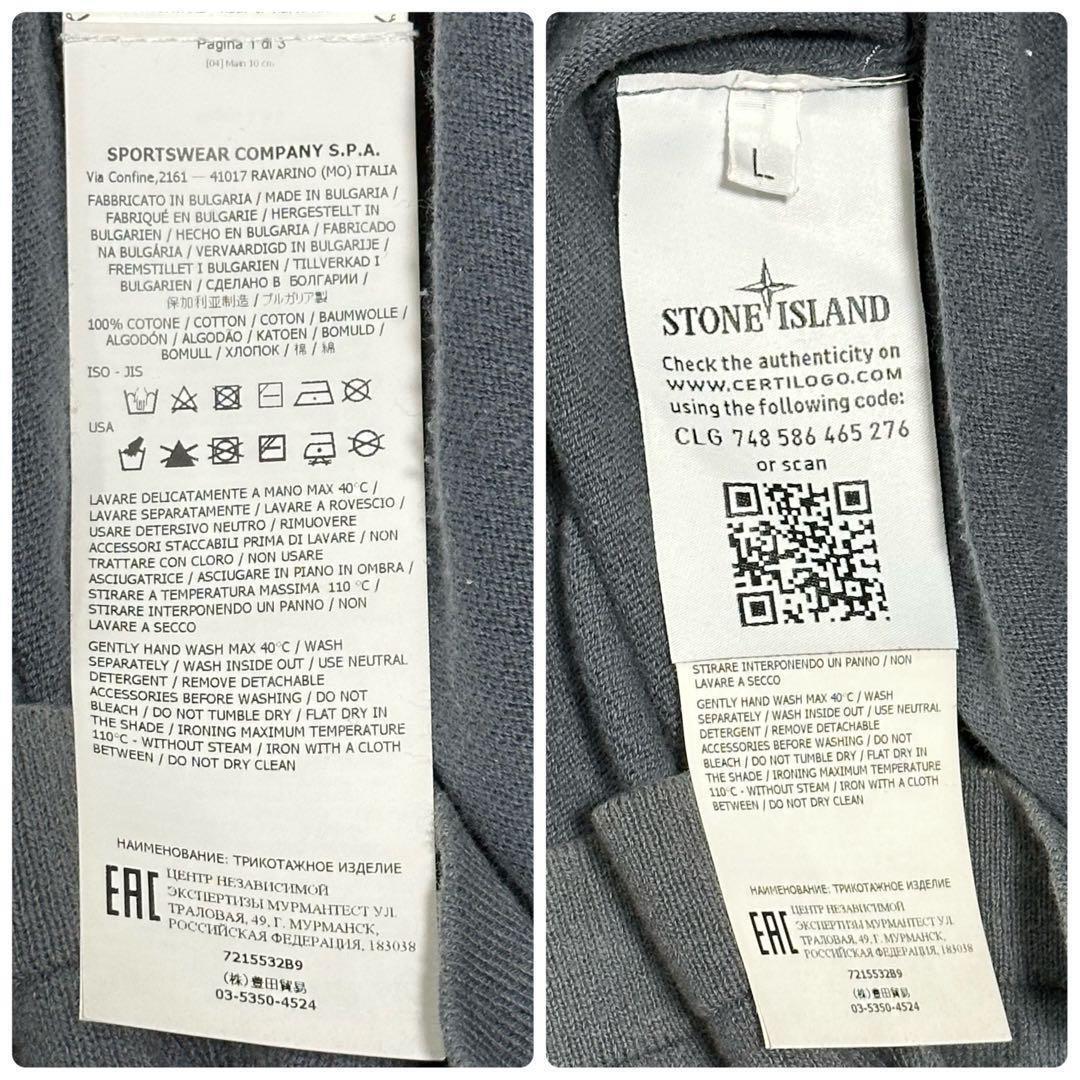 Pagina 1 di 3
[04] Main 10 cm
SPORTSWEAR COMPANY S.P.A.
Via Confine,2161 — 41017 RAVARINO (MO) ITALIA
FABBRICATO IN BULGARIA / MADE IN BULGARIA /
FABRIQUÉ EN BULGARIE / HERGESTELLT IN
BULGARIEN / HECHO EN BULGARIA / FABRICADO
NA BULGÁRIA / VERVAARDIGD IN BULGARIJE /
FREMSTILLET I BULGARIEN / TILLVERKAD I
BULGARIEN / СДЕЛАНО В БОЛГАРИИ /
保加利亚制造 / ブルガリア製
100% COTONE / COTTON / COTON / BAUMWOLLE /
ALGODÓN / ALGODÃO / KATOEN / BOMULD /
BOMULL / ХЛОПОК / 棉 / 綿
ISO - JIS
USA
LAVARE DELICATAMENTE A MANO MAX 40°C /
LAVARE SEPARATAMENTE / LAVARE A ROVESCIO /
USARE DETERSIVO NEUTRO / RIMUOVERE
ACCESSORI STACCABILI PRIMA DI LAVARE / NON
TRATTARE CON CLORO / NON USARE
ASCIUGATRICE / ASCIUGARE IN PIANO IN OMBRA /
STIRARE A TEMPERATURA MASSIMA 110°C /
STIRARE INTERPONENDO UN PANNO / NON
LAVARE A SECCO
GENTLY HAND WASH MAX 40°C / WASH
SEPARATELY / WASH INSIDE OUT / USE NEUTRAL
DETERGENT / REMOVE DETACHABLE
ACCESSORIES BEFORE WASHING / DO NOT
BLEACH / DO NOT TUMBLE DRY / FLAT DRY IN
THE SHADE / IRONING MAXIMUM TEMPERATURE
110°C - WITHOUT STEAM / IRON WITH A CLOTH
BETWEEN / DO NOT DRY CLEAN
НАИМЕНОВАНИЕ: ТРИКОТАЖНОЕ ИЗДЕЛИЕ
EAC
ЦЕНТР НЕЗАВИСИМОЙ
ЭКСПЕРТИЗЫ МУРМАНТЕСТ УЛ.
ТРАЛОВАЯ, 49, Г. МУРМАНСК,
РОССИЙСКАЯ ФЕДЕРАЦИЯ, 183038
7215532B9
(株)豊田貿易
03-5350-4524
L
STONE ISLAND
Check the authenticity on
WWW.CERTILOGO.COM
using the following code:
CLG 748 586 465 276
or scan
STIRARE INTERPONENDO UN PANNO / NON
LAVARE A SECCO
GENTLY HAND WASH MAX 40°C / WASH
SEPARATELY / WASH INSIDE OUT / USE NEUTRAL
DETERGENT / REMOVE DETACHABLE
ACCESSORIES BEFORE WASHING / DO NOT
BLEACH / DO NOT TUMBLE DRY / FLAT DRY IN
THE SHADE / IRONING MAXIMUM TEMPERATURE
110°C - WITHOUT STEAM / IRON WITH A CLOTH
BETWEEN / DO NOT DRY CLEAN
НАИМЕНОВАНИЕ: ТРИКОТАЖНОЕ ИЗДЕЛИЕ
EAC
ЦЕНТР НЕЗАВИСИМОЙ
ЭКСПЕРТИЗЫ МУРМАНТЕСТ УЛ.
ТРАЛОВАЯ, 49, Г. МУРМАНСК,
РОССИЙСКАЯ ФЕДЕРАЦИЯ, 183038
7215532B9
(株)豊田貿易
03-5350-4524